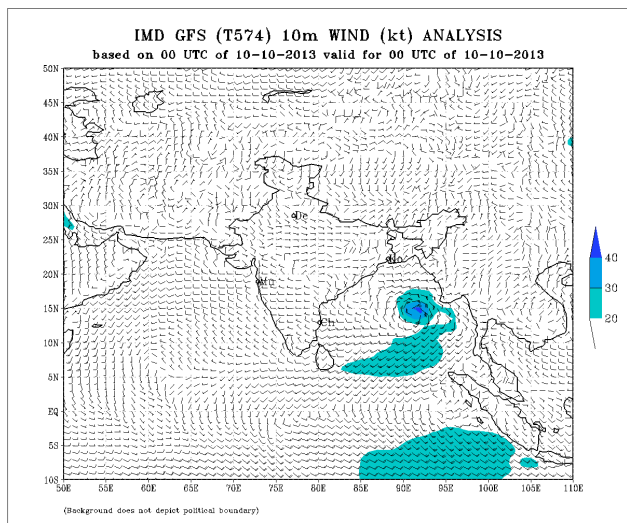 IMD GFS (T574) 10m WIND (kt) ANALYSIS
based on 00 UTC of 10-10-2013 valid for 00 UTC of 10-10-2013
50N
45N
40N
35N
30N
25N
20N
15N
10N
5N
EQ
5S
10S
De
Mu
Ch
40
30
20
50E 55E 60E 65E 70E 75E 80E 85E 90E 95E 100E 105E 110E
(Background does not depict political boundary)